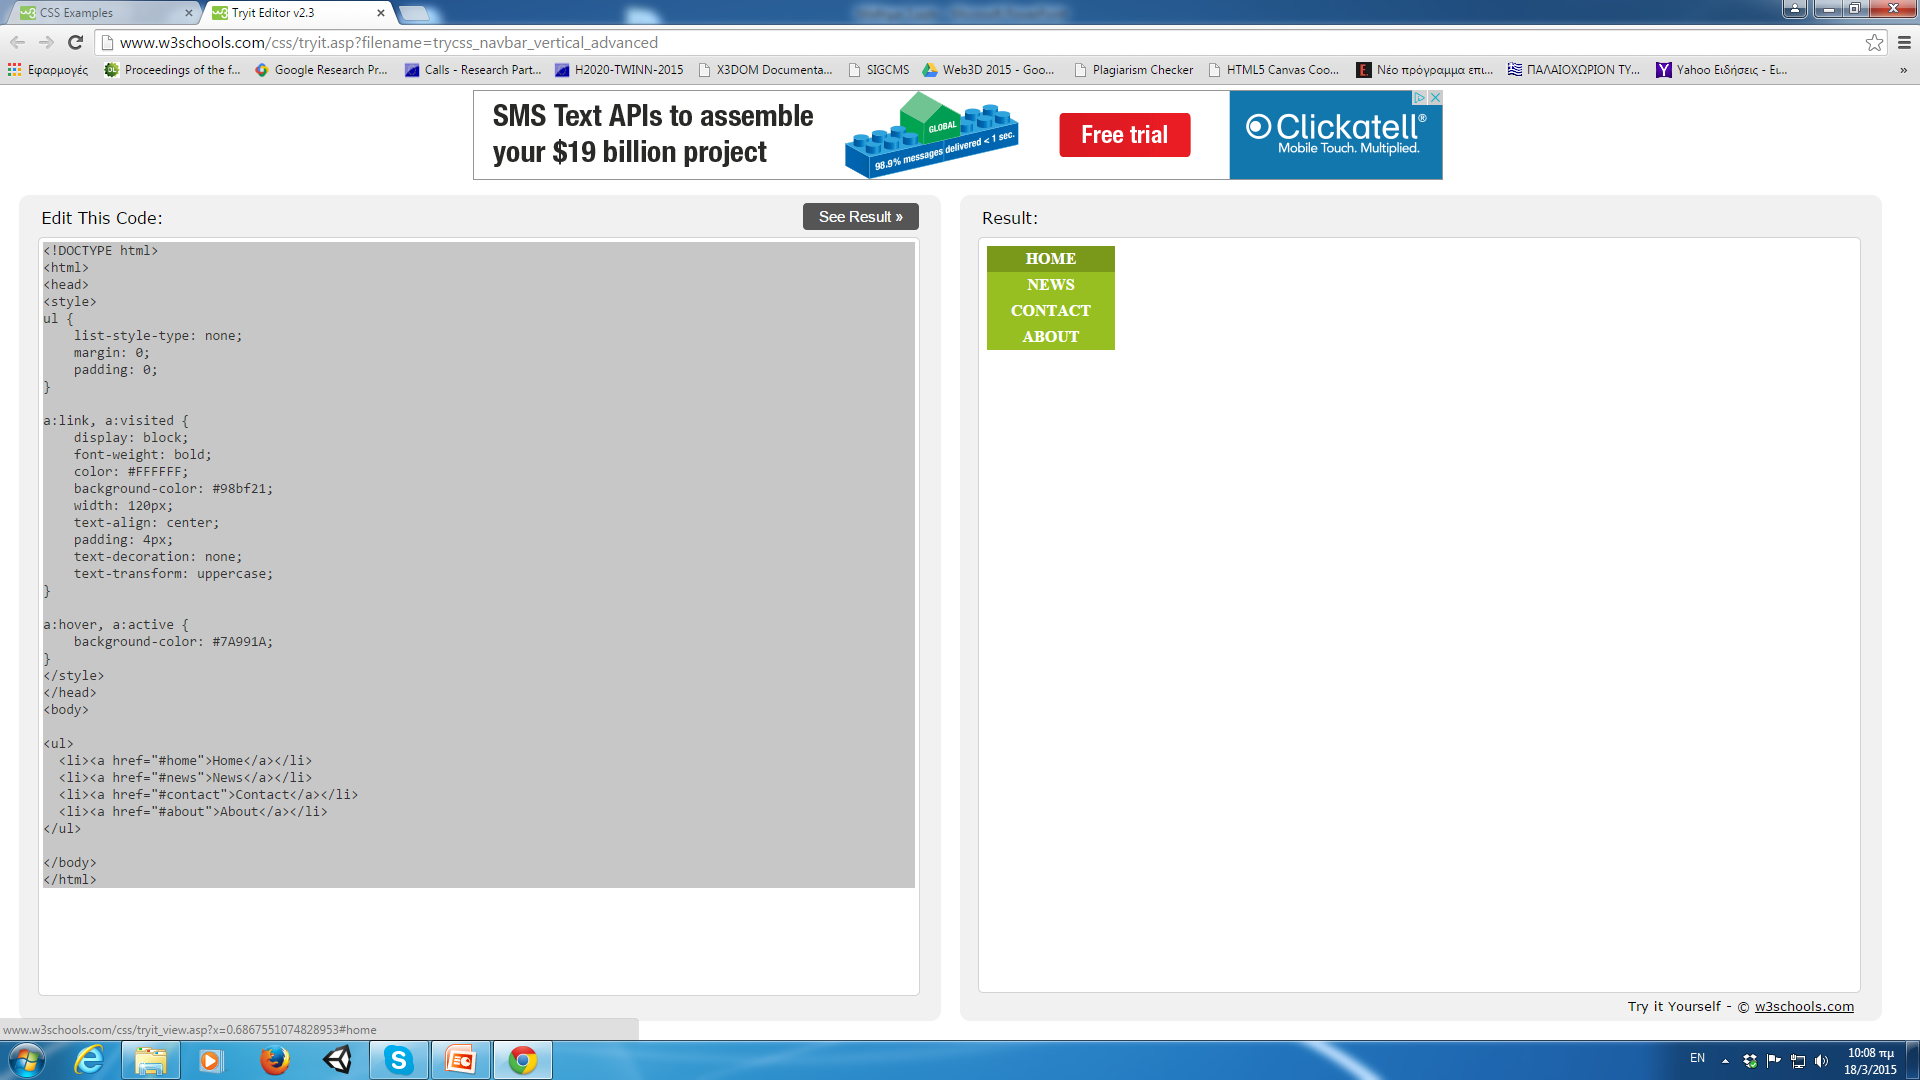 CSS Examples
Tryit Editor v2.3
www.w3schools.com/css/tryit.asp?filename=trycss_navbar_vertical_advanced
Εφαρμογές
Proceedings of the f...
Google Research Pr...
Calls - Research Part...
H2020-TWINN-2015
X3DOM Documenta...
SIGCMS
Web3D 2015 - Goo...
Plagiarism Checker
HTML5 Canvas Coo...
Νέο πρόγραμμα επι...
ΠΑΛΑΙΟΧΩΡΙΟΝ ΤΥ...
Yahoo Ειδήσεις - Ει...
»
SMS Text APIs to assemble
your $19 billion project
GLOBAL
98.9% messages delivered < 1 sec.
Free trial
Clickatell®
Mobile Touch. Multiplied.
Edit This Code:
See Result »
<!DOCTYPE html>
<html>
<head>
<style>
ul {
    list-style-type: none;
    margin: 0;
    padding: 0;
}
a:link, a:visited {
    display: block;
    font-weight: bold;
    color: #FFFFFF;
    background-color: #98bf21;
    width: 120px;
    text-align: center;
    padding: 4px;
    text-decoration: none;
    text-transform: uppercase;
}
a:hover, a:active {
    background-color: #7A991A;
}
</style>
</head>
<body>
<ul>
  <li><a href="#home">Home</a></li>
  <li><a href="#news">News</a></li>
  <li><a href="#contact">Contact</a></li>
  <li><a href="#about">About</a></li>
</ul>
</body>
</html>
Result:
HOME
NEWS
CONTACT
ABOUT
Try it Yourself - © w3schools.com
www.w3schools.com/css/tryit_view.asp?x=0.6867551074828953#home
EN
10:08 πμ
18/3/2015